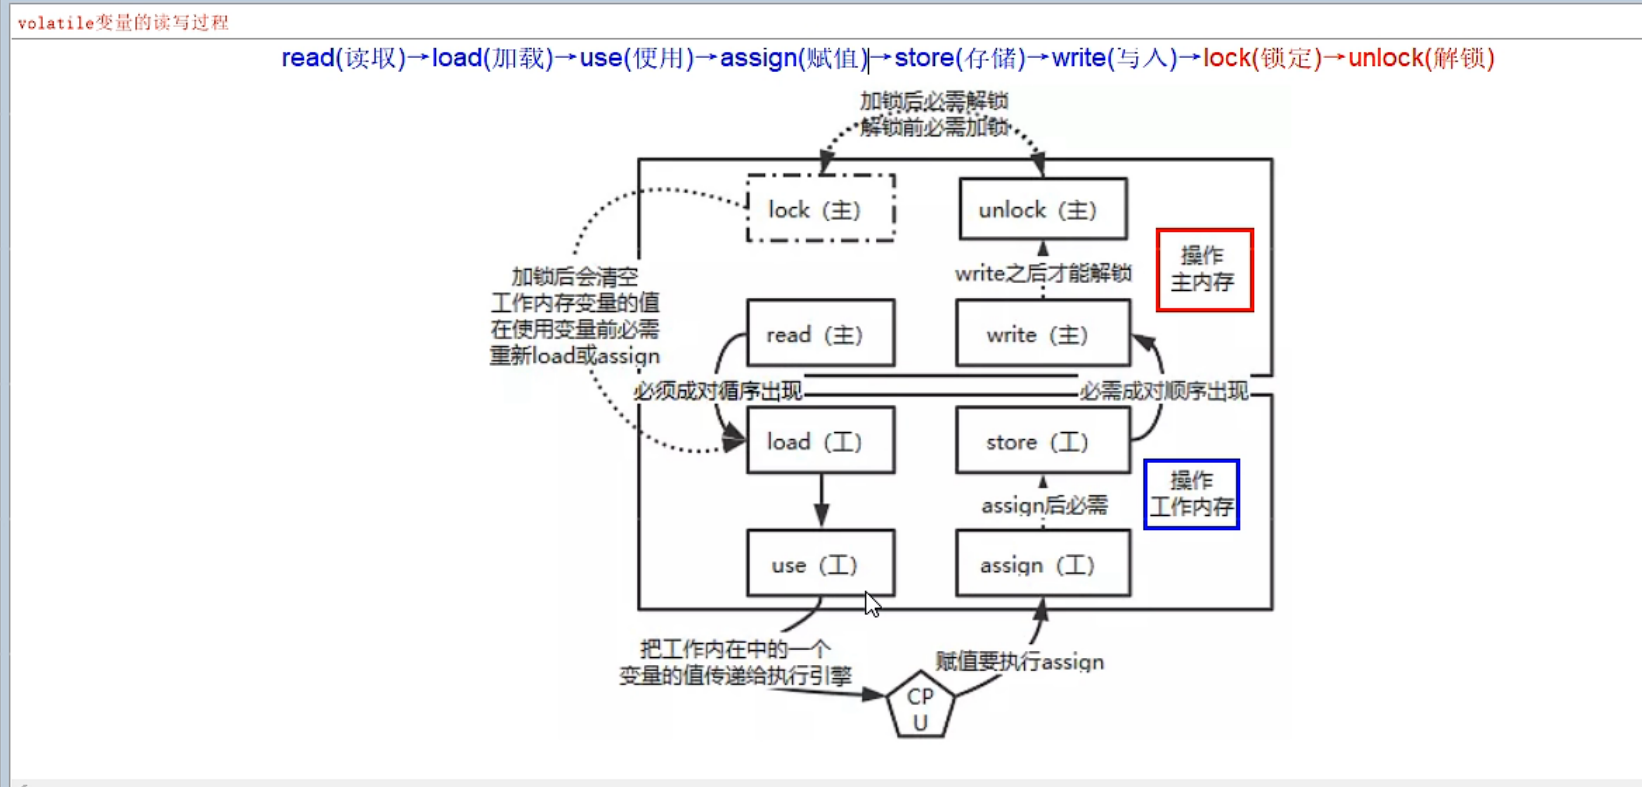 volatile变量的读写过程
read(读取)→load(加载)→use(使用)→assign(赋值)→store(存储)→write(写入)→lock(锁定)→unlock(解锁)
加锁后必需解锁
解锁前必需加锁
lock（主）
unlock（主）
操作
主内存
write之后才能解锁
加锁后会清空
工作内存变量的值
在使用变量前必需
重新load或assign
read（主）
write（主）
必须成对循序出现
必需成对顺序出现
load（工）
store（工）
操作
工作内存
assign后必需
use（工）
assign（工）
把工作内在中的一个
变量的值传递给执行引擎
赋值要执行assign
CP
U